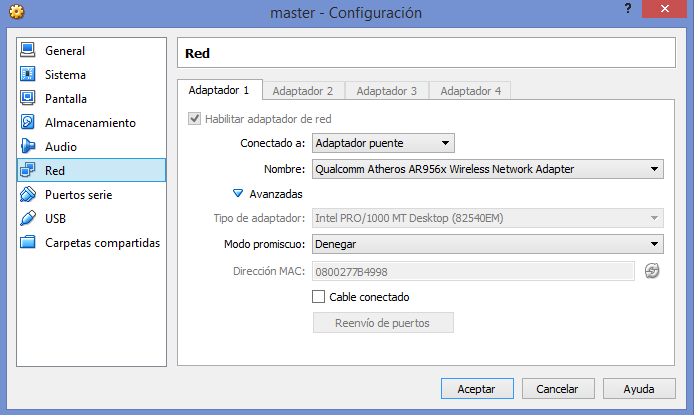 master - Configuración
?
General
Sistema
Pantalla
Almacenamiento
Audio
Red
Puertos serie
USB
Carpetas compartidas
Red
Adaptador 1 Adaptador 2 Adaptador 3 Adaptador 4
Habilitar adaptador de red
Conectado a: Adaptador puente
Nombre: Qualcomm Atheros AR956x Wireless Network Adapter
Avanzadas
Tipo de adaptador: Intel PRO/1000 MT Desktop (82540EM)
Modo promiscuo: Denegar
Dirección MAC: 0800277B4998
Cable conectado
Reenvío de puertos
Aceptar Cancelar Ayuda